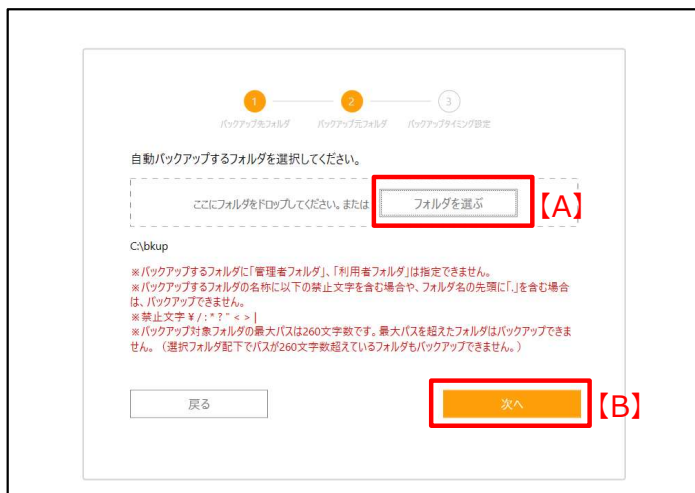 1
2
3
バックアップ先フォルダ
バックアップ元フォルダ
バックアップタイミング設定
自動バックアップするフォルダを選択してください。
ここにフォルダをドロップしてください。または
フォルダを選ぶ
【A】
C:\bkup
※バックアップするフォルダに「管理者フォルダ」、「利用者フォルダ」は指定できません。
※バックアップするフォルダの名称に以下の禁止文字を含む場合や、フォルダ名の先頭に「.」を含む場合
は、バックアップできません。
※禁止文字 ¥ / : * ? " < > |
※バックアップ対象フォルダの最大パスは260文字数です。最大パスを超えたフォルダはバックアップできま
せん。（選択フォルダ配下でパスが260文字数超えているフォルダもバックアップできません。）
戻る
次へ
【B】